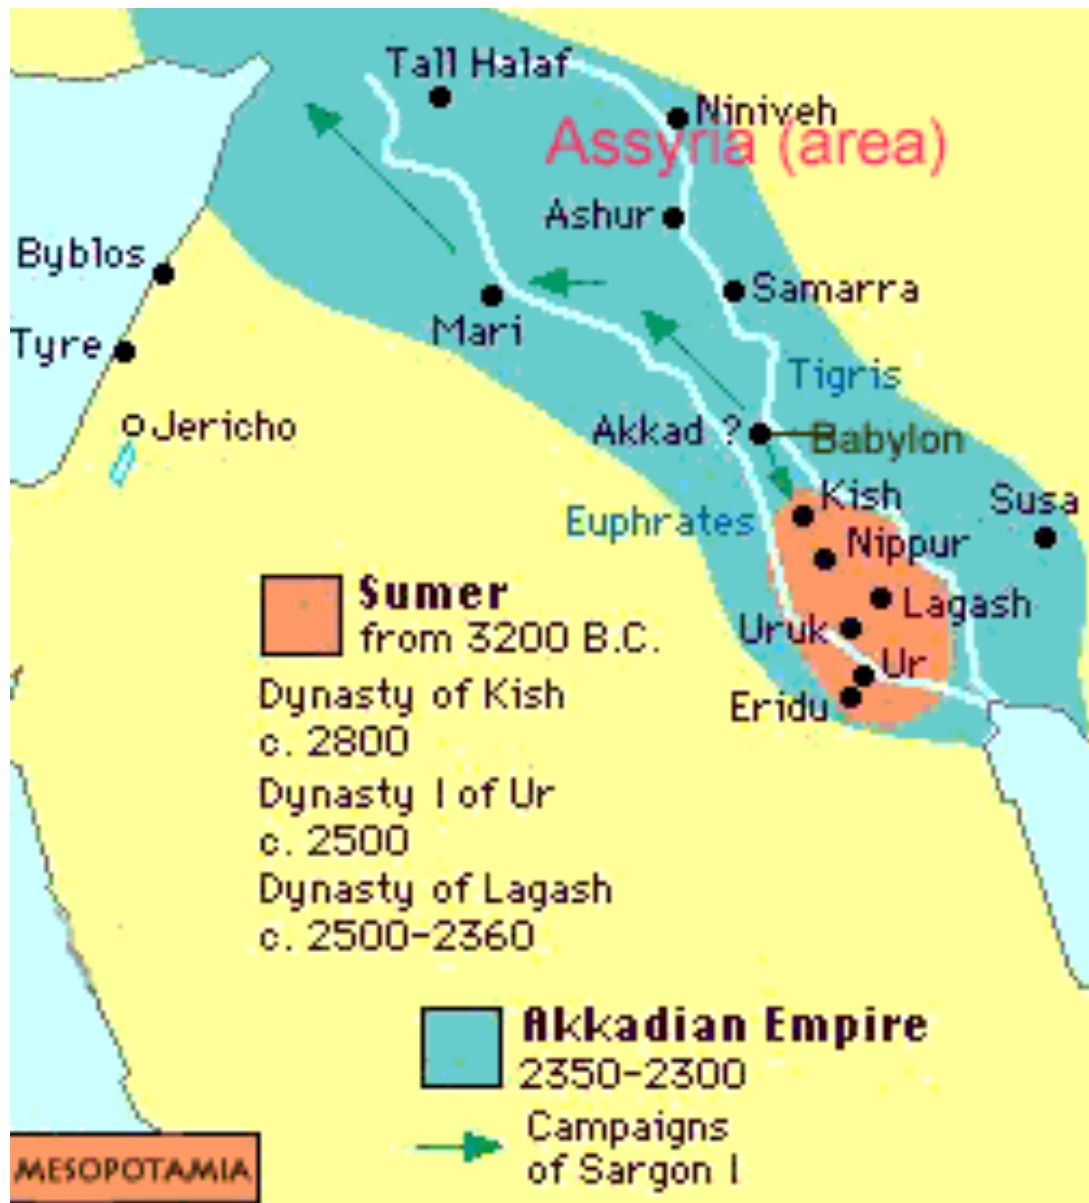 Tall Halaf
Niniveh
Assyria (area)
Ashur
Byblos
Samarra
Mari
Tyre
Tigris
Jericho
Akkad ?
Babylon
Kish
Susa
Euphrates
Nippur
Sumer
from 3200 B.C.
Lagash
Uruk
Ur
Eridu
Dynasty of Kish
c. 2800
Dynasty I of Ur
c. 2500
Dynasty of Lagash
c. 2500-2360
Akkadian Empire
2350-2300
Campaigns
of Sargon I
MESOPOTAMIA